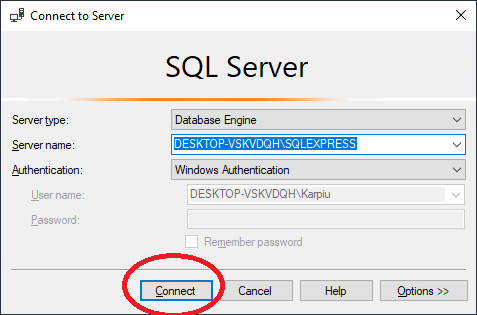 Connect to Server
SQL Server
Server type: Database Engine
Server name: DESKTOP-VSKVDQH\SQLEXPRESS
Authentication: Windows Authentication
User name: DESKTOP-VSKVDQH\Karpiu
Password:
Remember password
Connect Cancel Help Options >>